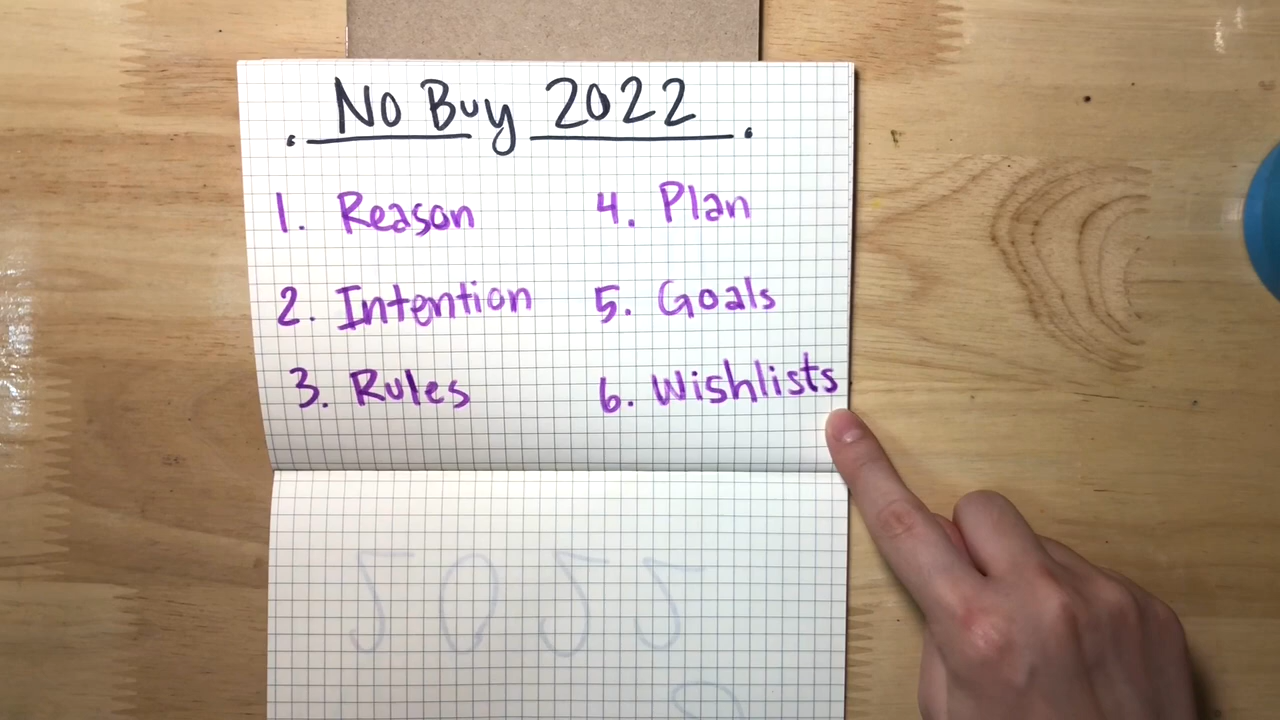 No Buy 2022
1. Reason
2. Intention
3. Rules
4. Plan
5. Goals
6. Wishlists